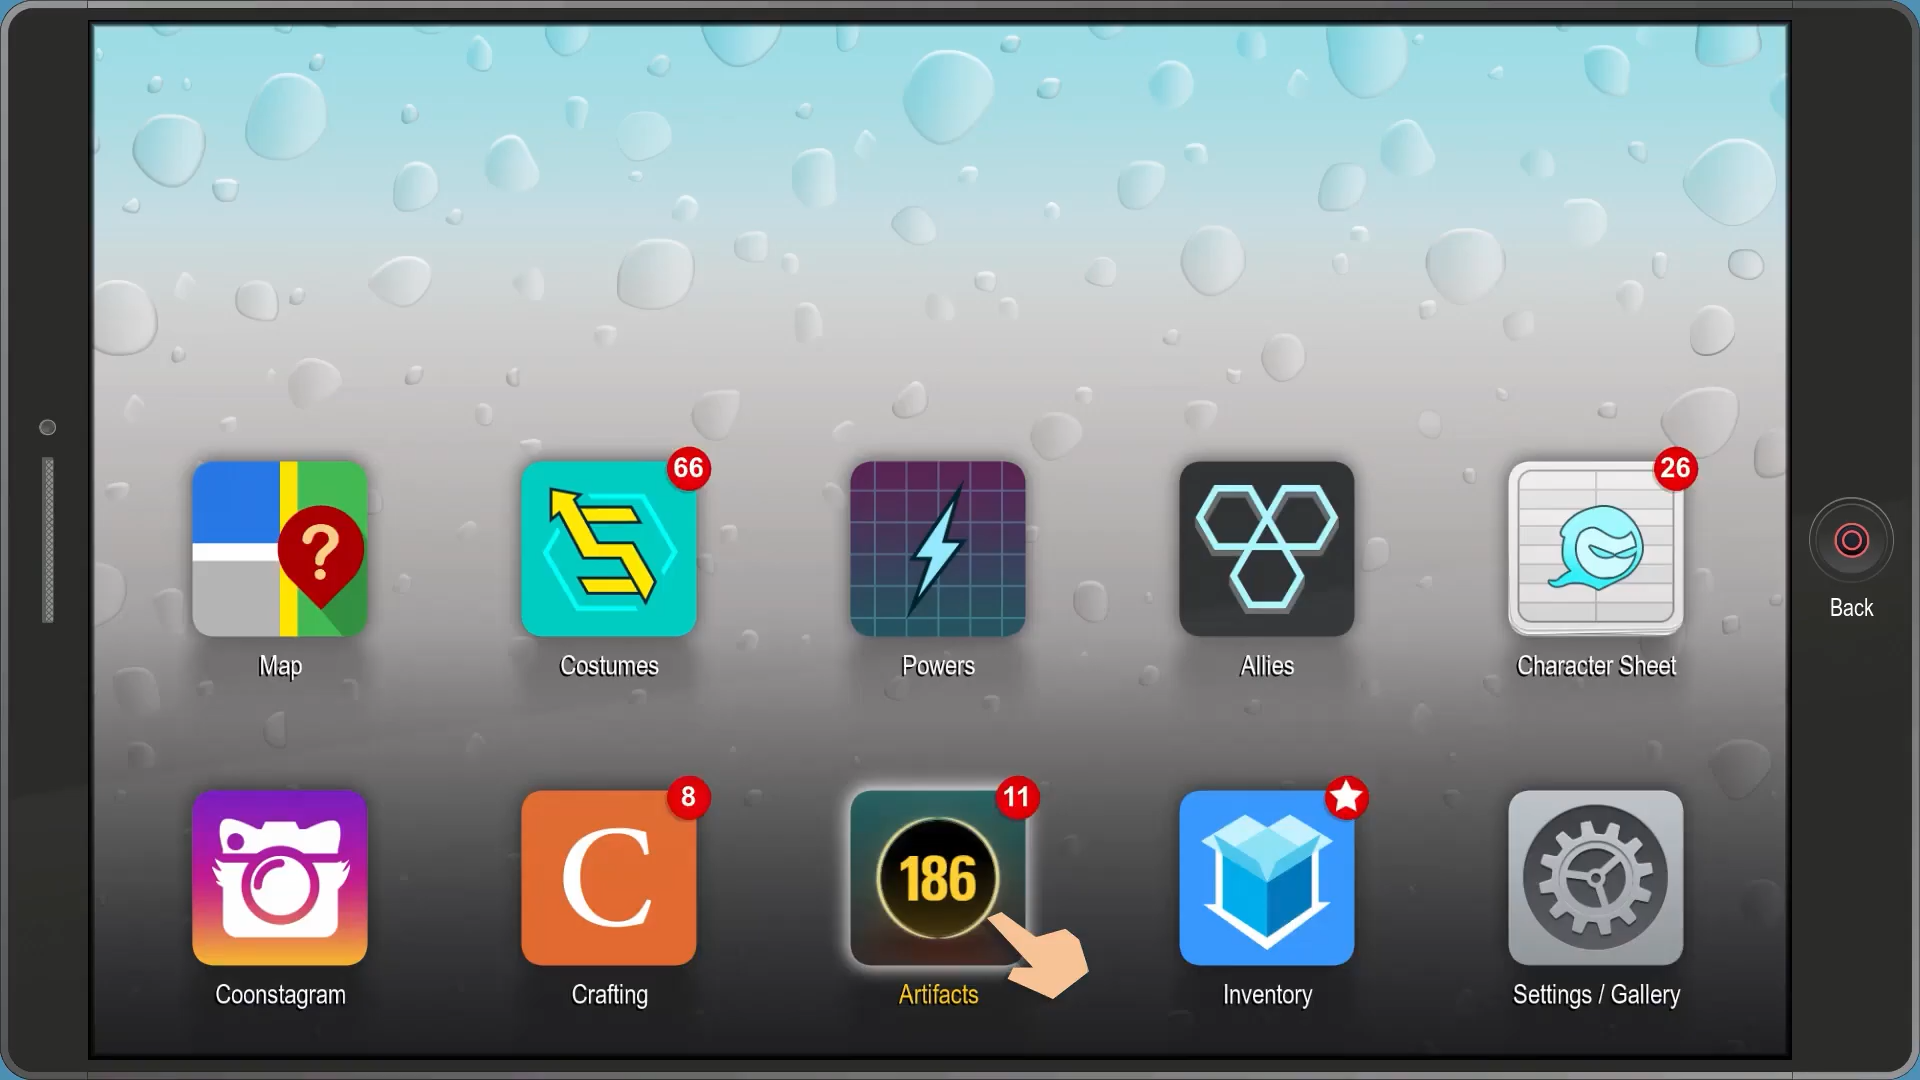 66
26
?
Map
Costumes
Powers
Allies
Character Sheet
Back
8
11
C
186
Coonstagram
Crafting
Artifacts
Inventory
Settings / Gallery